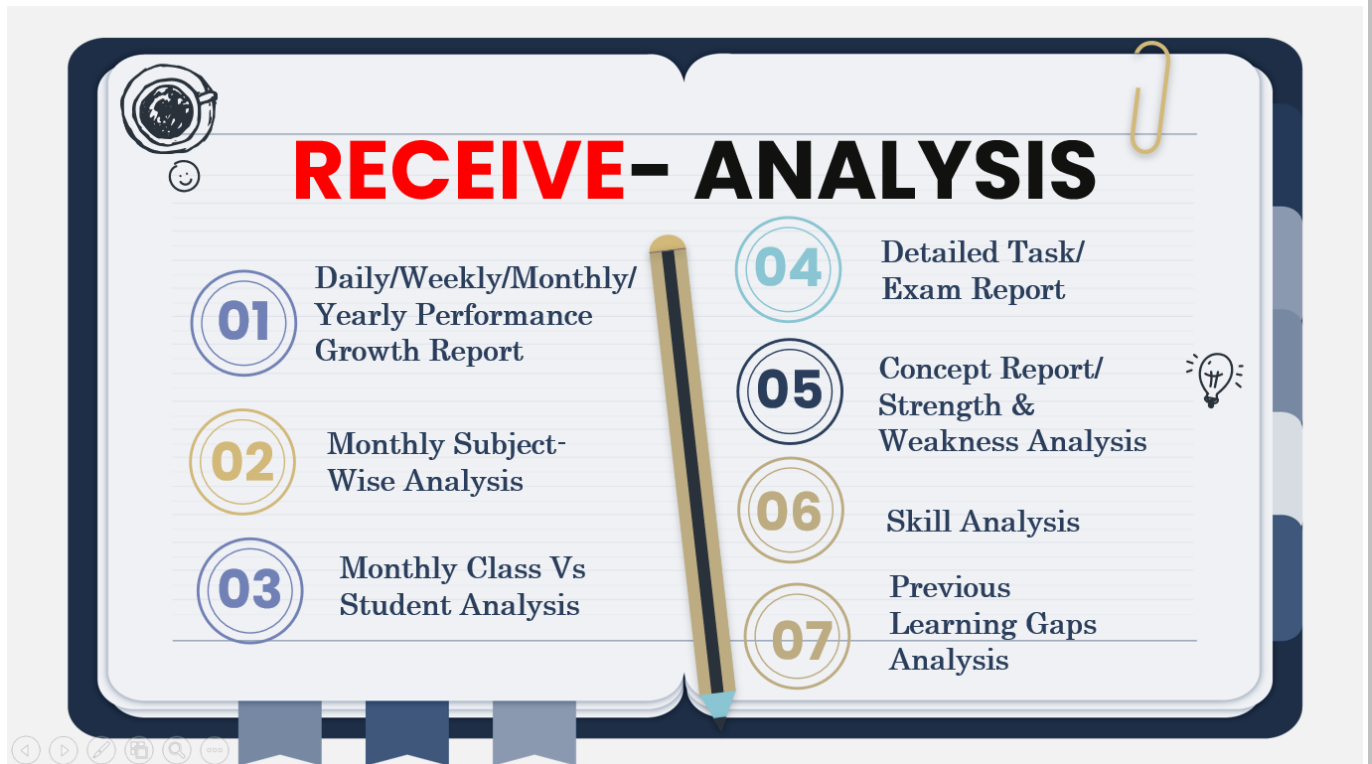 RECEIVE- ANALYSIS
01
Daily/Weekly/Monthly/
Yearly Performance
Growth Report
02
Monthly Subject-
Wise Analysis
03
Monthly Class Vs
Student Analysis
04
Detailed Task/
Exam Report
05
Concept Report/
Strength &
Weakness Analysis
06
Skill Analysis
07
Previous
Learning Gaps
Analysis